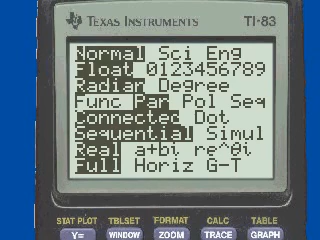 TEXAS INSTRUMENTS TI-83
Normal Sci Eng
Float 0123456789
Radian Degree
Func Par Pol Seq
Connected Dot
Sequential Simul
Real a+bi re^θi
Full Horiz G-T
STAT PLOT TBLSET FORMAT CALC TABLE
Y= WINDOW ZOOM TRACE GRAPH